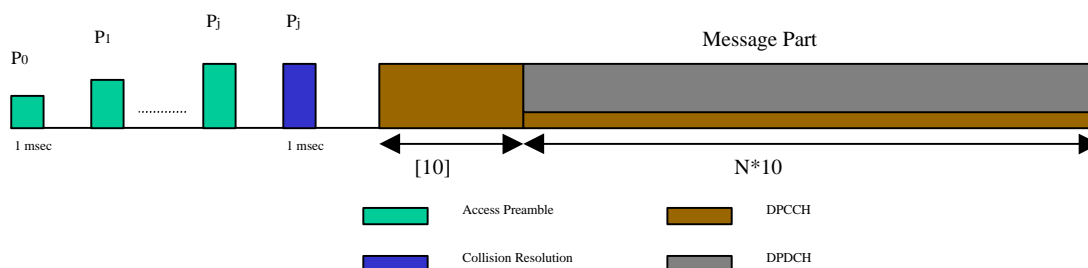 P0
P1
Pj
Pj
Message Part
.............
1 msec
1 msec
[10]
N*10
Access Preamble
DPCCH
Collision Resolution
DPDCH